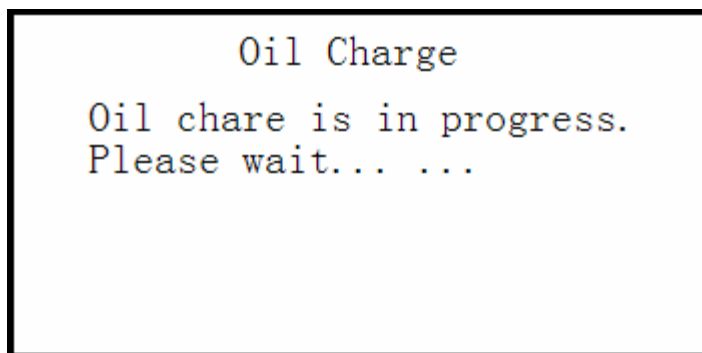 Oil Charge
Oil chare is in progress.
Please wait... ...